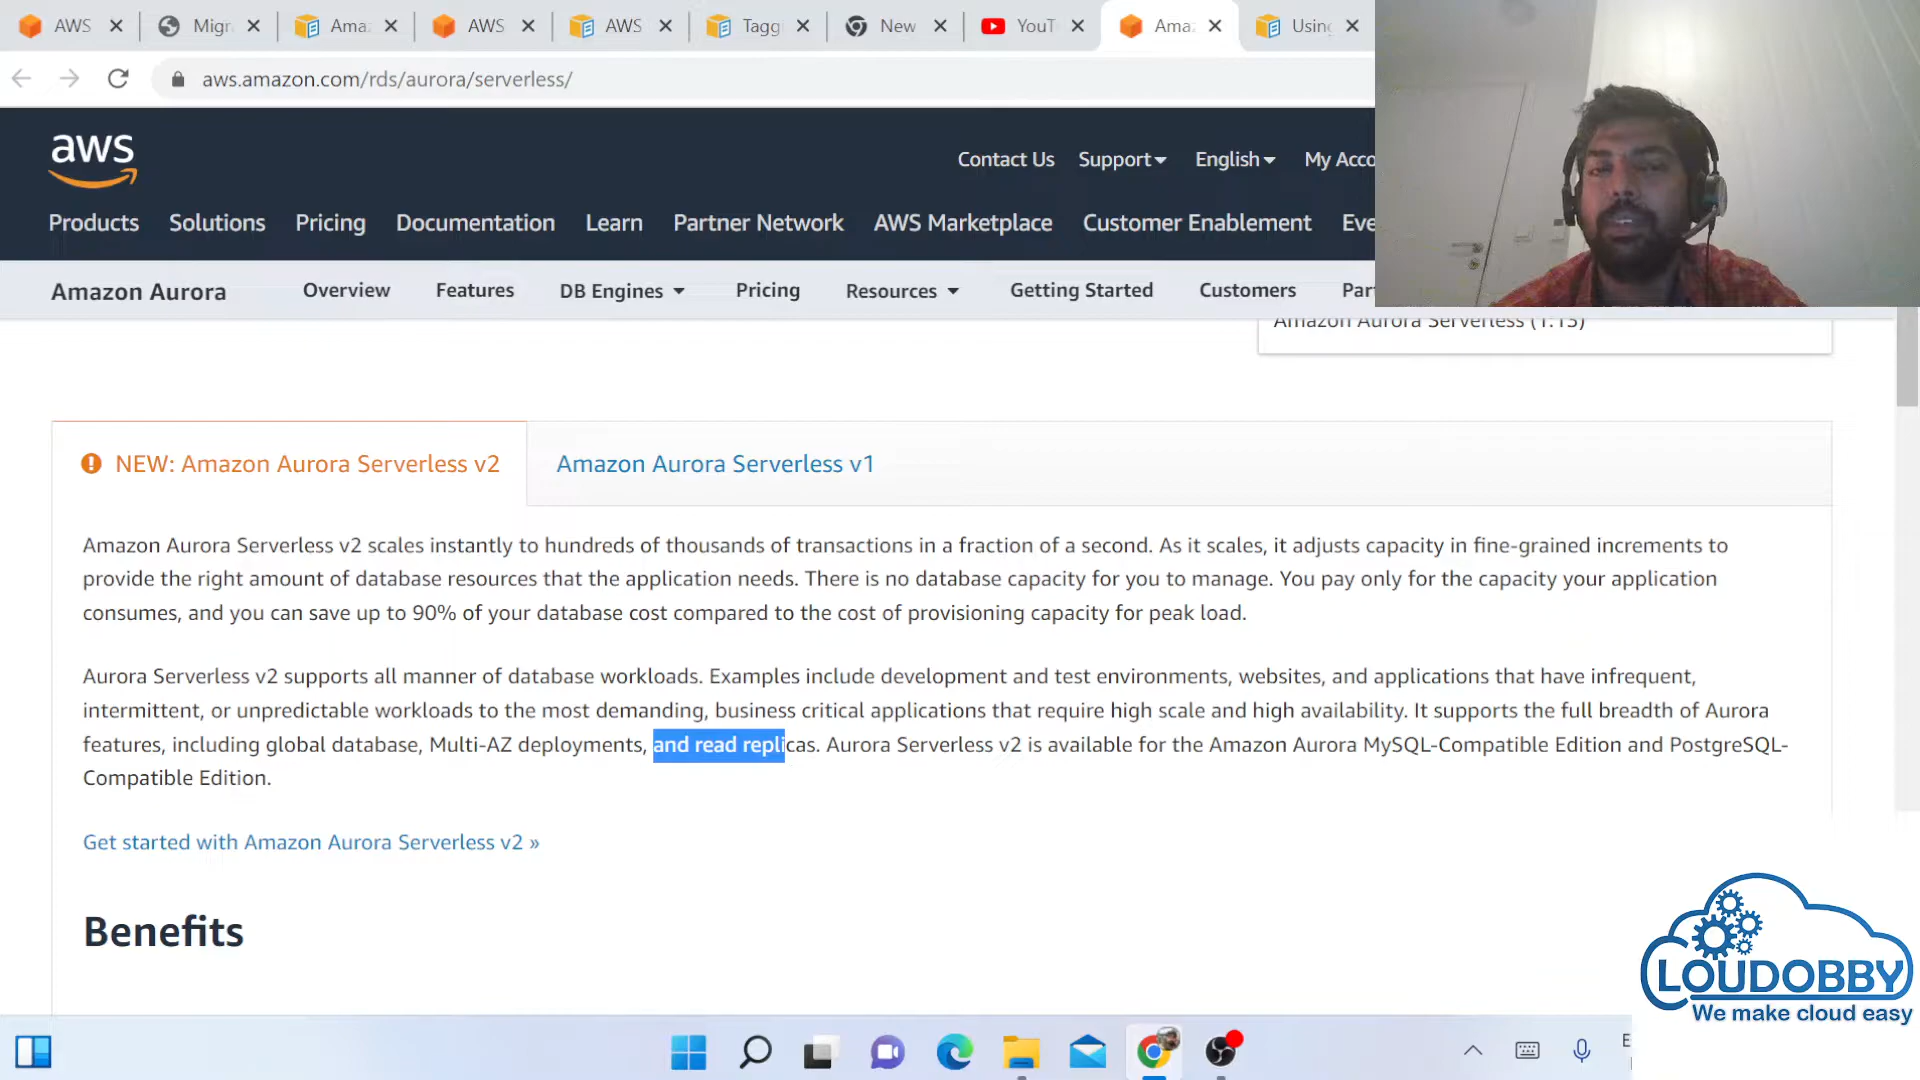 AWS
Migr
Amaz
AWS
AWS
Tagg
New
YouT
Ama
Using
aws.amazon.com/rds/aurora/serverless/
aws
Contact Us
Support
English
My Acco
Products
Solutions
Pricing
Documentation
Learn
Partner Network
AWS Marketplace
Customer Enablement
Eve
Amazon Aurora
Overview
Features
DB Engines
Pricing
Resources
Getting Started
Customers
Par
Amazon Aurora Serverless (1:13)
NEW: Amazon Aurora Serverless v2
Amazon Aurora Serverless v1
Amazon Aurora Serverless v2 scales instantly to hundreds of thousands of transactions in a fraction of a second. As it scales, it adjusts capacity in fine-grained increments to
provide the right amount of database resources that the application needs. There is no database capacity for you to manage. You pay only for the capacity your application
consumes, and you can save up to 90% of your database cost compared to the cost of provisioning capacity for peak load.
Aurora Serverless v2 supports all manner of database workloads. Examples include development and test environments, websites, and applications that have infrequent,
intermittent, or unpredictable workloads to the most demanding, business critical applications that require high scale and high availability. It supports the full breadth of Aurora
features, including global database, Multi-AZ deployments, and read replicas. Aurora Serverless v2 is available for the Amazon Aurora MySQL-Compatible Edition and PostgreSQL-
Compatible Edition.
Get started with Amazon Aurora Serverless v2 »
Benefits
LOUDOBBY
We make cloud easy